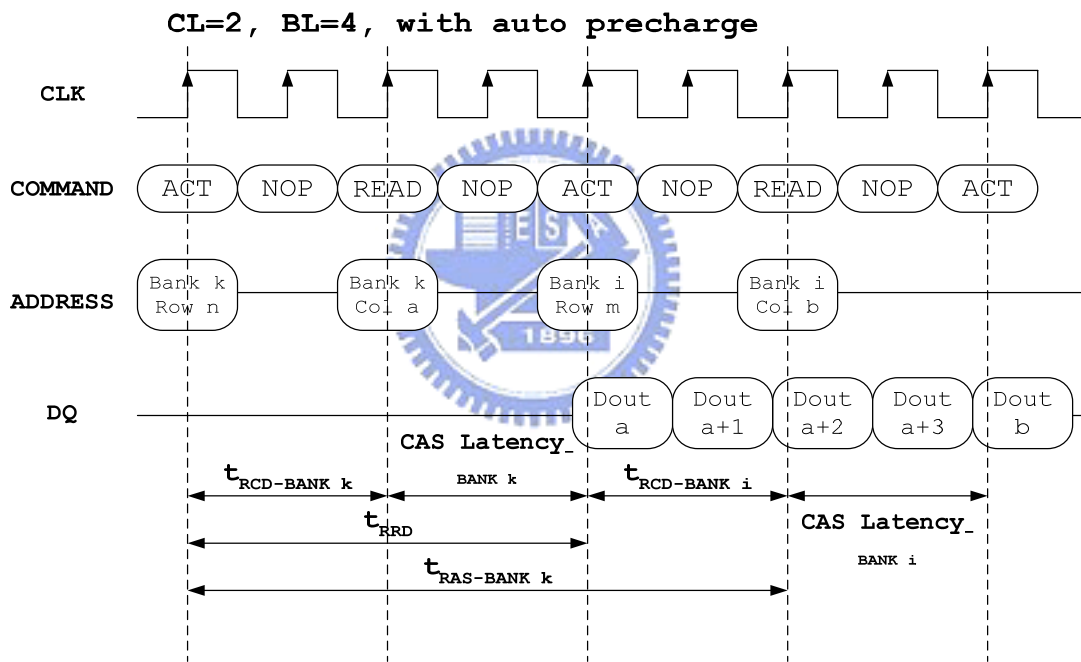 CL=2, BL=4, with auto precharge
CLK
COMMAND
ACT
NOP
READ
NOP
ACT
NOP
READ
NOP
ACT
ADDRESS
Bank k
Row n
Bank k
Col a
Bank i
Row m
Bank i
Col b
ESA
1896
DQ
Dout
a
Dout
a+1
Dout
a+2
Dout
a+3
Dout
b
CAS Latency_
BANK k
tRCD-BANK k
tRCD-BANK i
CAS Latency_
BANK i
tRRD
tRAS-BANK k